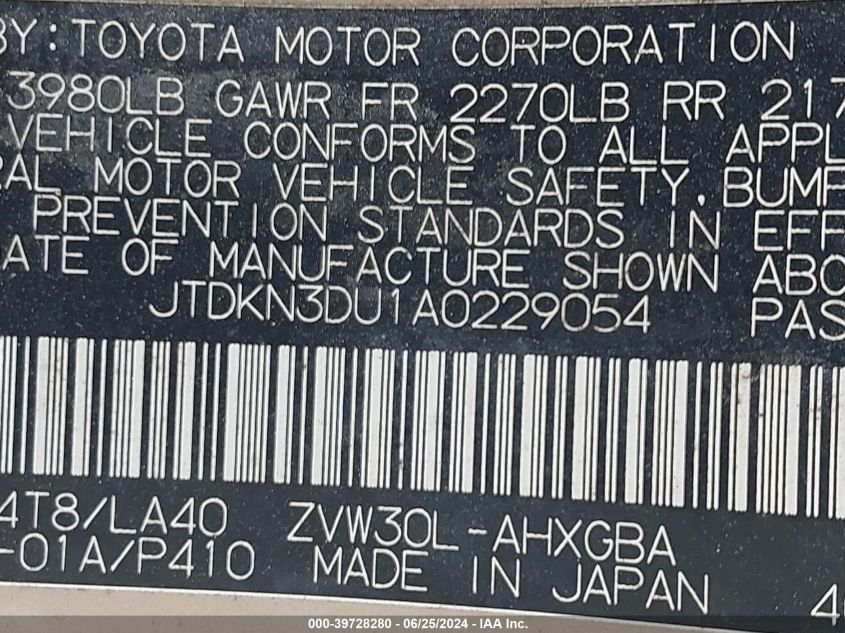 BY: TOYOTA MOTOR CORPORATION
3980LB GAWR FR 2270LB RR 217
VEHICLE CONFORMS TO ALL APPL
RAL MOTOR VEHICLE SAFETY, BUMP
PREVENTION STANDARDS IN EFF
ATE OF MANUFACTURE SHOWN ABO
JTDKN3DU1A0229054 PAS
4T8/LA40 ZVW30L-AHXGBA
-01A/P410 MADE IN JAPAN 4
000-39728280 - 06/25/2024 - IAA Inc.